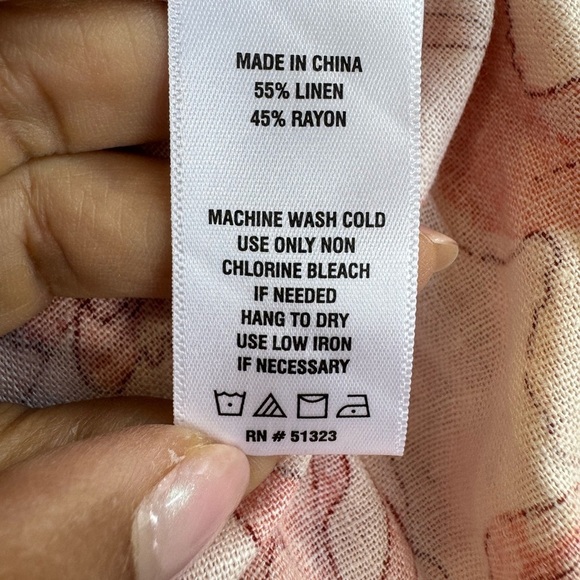 MADE IN CHINA
55% LINEN
45% RAYON
MACHINE WASH COLD
USE ONLY NON
CHLORINE BLEACH
IF NEEDED
HANG TO DRY
USE LOW IRON
IF NECESSARY
RN # 51323